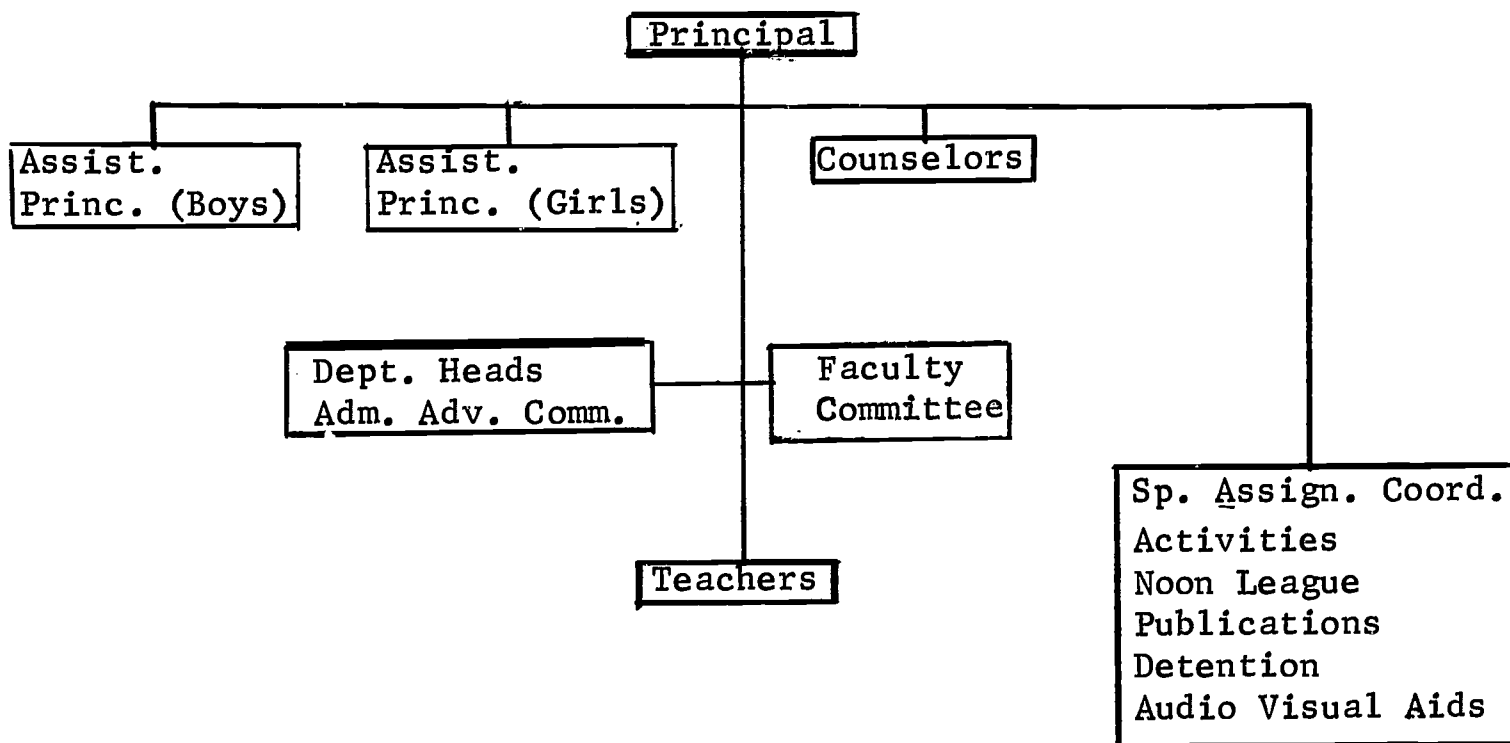 Principal
Assist.
Princ. (Boys)
Assist.
Princ. (Girls)
Counselors
Dept. Heads
Adm. Adv. Comm.
Faculty
Committee
Teachers
Sp. Assign. Coord.
Activities
Noon League
Publications
Detention
Audio Visual Aids